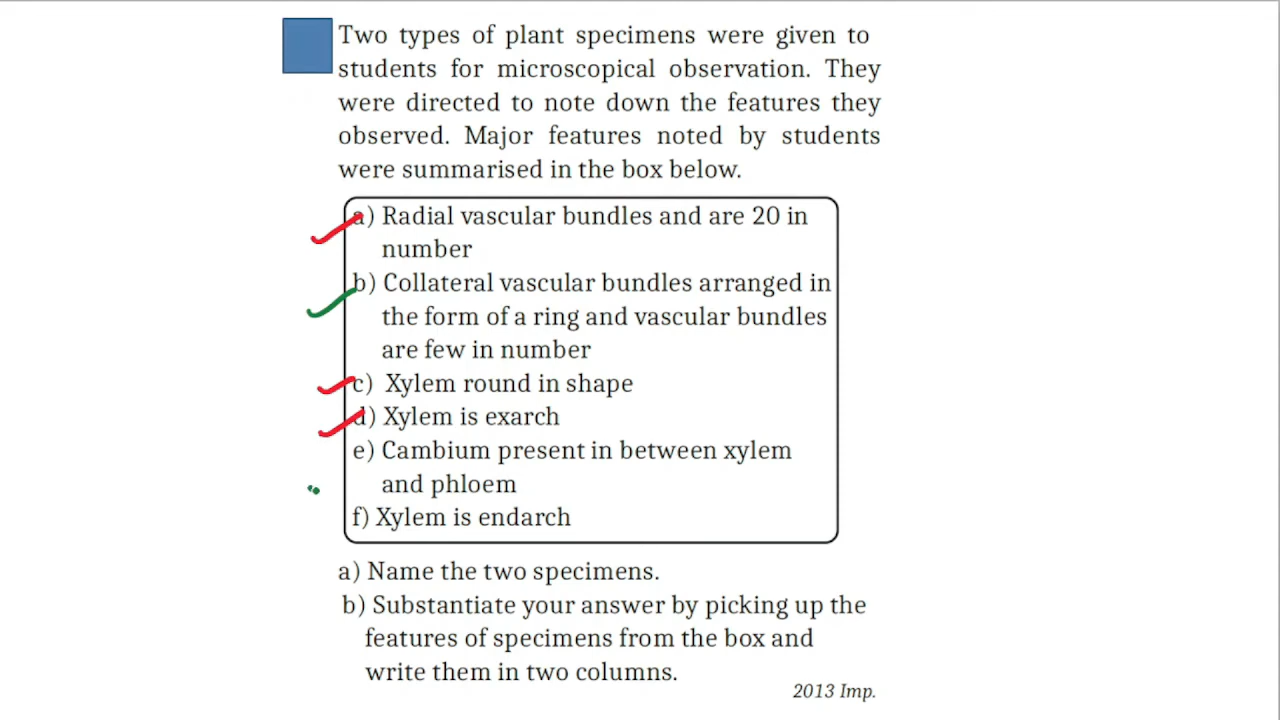 Two types of plant specimens were given to
students for microscopical observation. They
were directed to note down the features they
observed. Major features noted by students
were summarised in the box below.
a) Radial vascular bundles and are 20 in
number
b) Collateral vascular bundles arranged in
the form of a ring and vascular bundles
are few in number
c) Xylem round in shape
d) Xylem is exarch
e) Cambium present in between xylem
and phloem
f) Xylem is endarch
a) Name the two specimens.
b) Substantiate your answer by picking up the
features of specimens from the box and
write them in two columns.
2013 Imp.